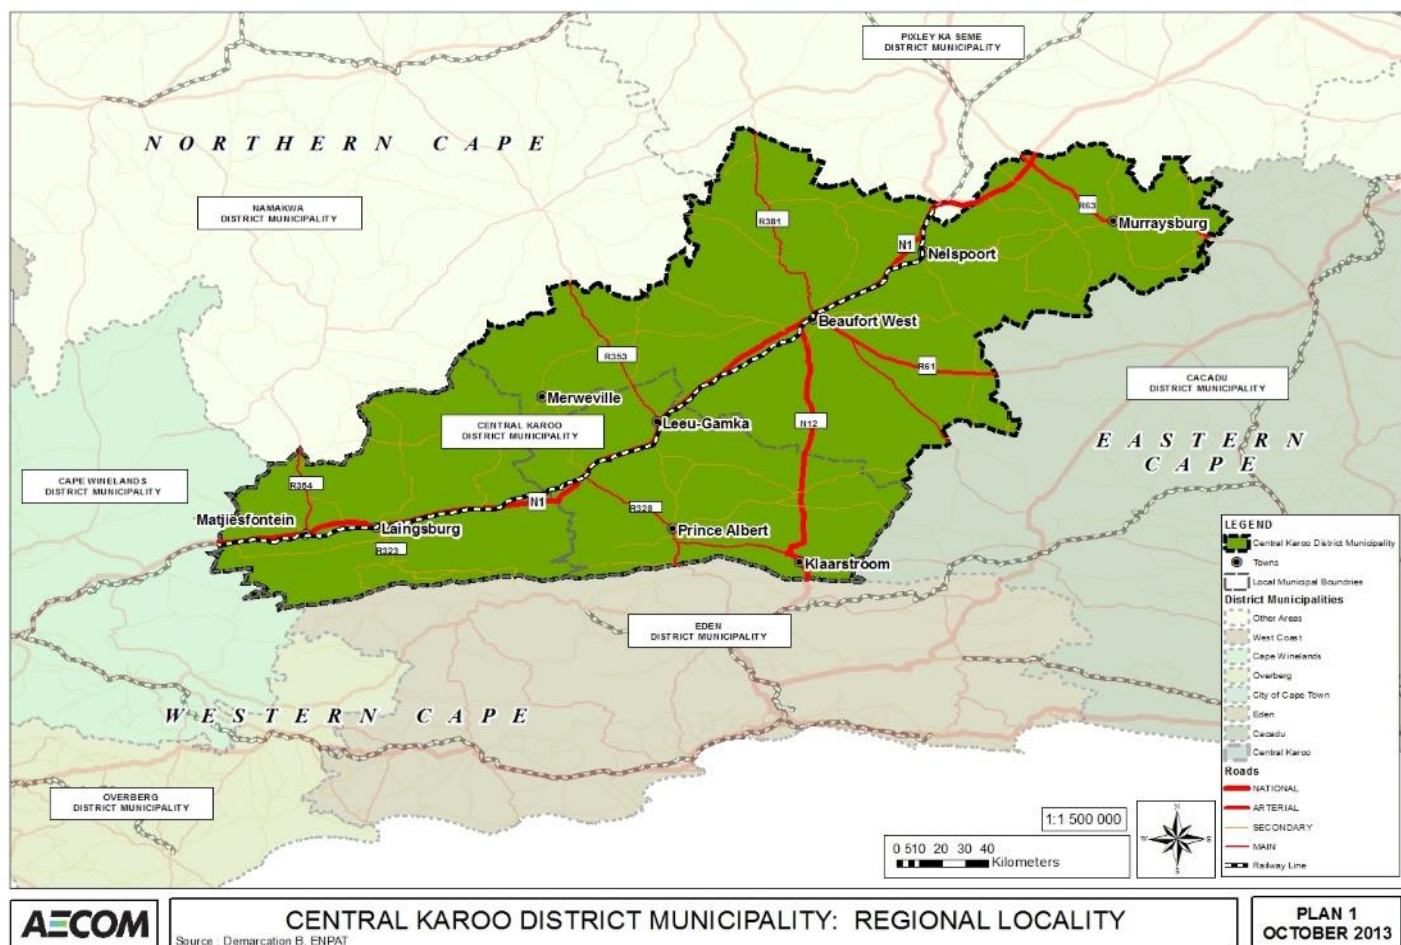 PIXLEY KA SEME
DISTRICT MUNICIPALITY
NORTHERN CAPE
NAMAKWA
DISTRICT MUNICIPALITY
R381
R63
Murraysburg
N1
Nelspoort
Beaufort West
R353
R61
CACADU
DISTRICT MUNICIPALITY
Merweville
CENTRAL KAROO
DISTRICT MUNICIPALITY
Leeu-Gamka
N12
EASTERN
CAPE
CAPE WINELANDS
DISTRICT MUNICIPALITY
R354
N1
Matjiesfontein
Laingsburg
R328
Prince Albert
R323
Klaarstroom
EDEN
DISTRICT MUNICIPALITY
WESTERN CAPE
OVERBERG
DISTRICT MUNICIPALITY
LEGEND
Central Karoo District Municipality
Towns
Local Municipal Boundries
District Municipalities
Other Areas
West Coast
Cape Winelands
Overberg
City of Cape Town
Eden
Cacadu
Central Karoo
Roads
NATIONAL
ARTERIAL
SECONDARY
MAIN
Railway Line
1:1 500 000
0 510 20 30 40
Kilometers
N
W E
S
AECOM
CENTRAL KAROO DISTRICT MUNICIPALITY: REGIONAL LOCALITY
Source : Demarcation B, ENPAT
PLAN 1
OCTOBER 2013